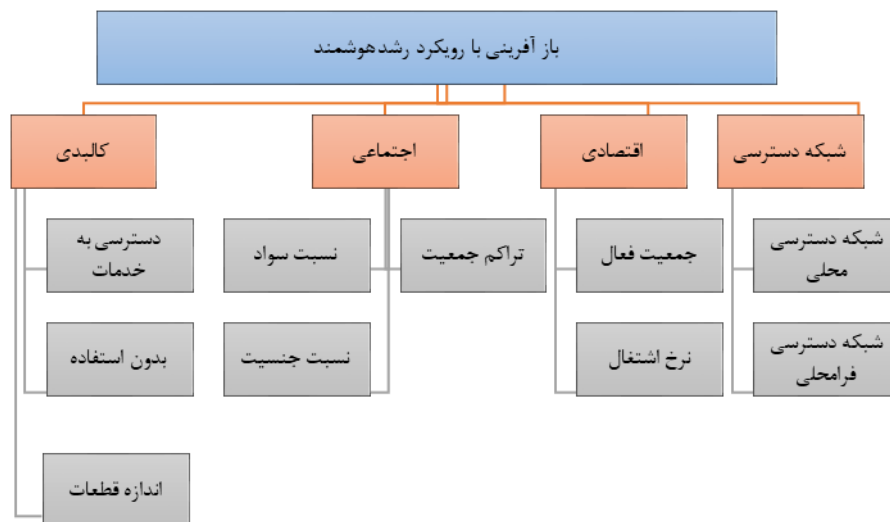 باز آفرینی با رویکرد رشدهوشمند
شبکه دسترسی
اقتصادی
اجتماعی
کالبدی
شبکه دسترسی
محلی
جمعیت فعال
تراکم جمعیت
نسبت سواد
دسترسی به
خدمات
شبکه دسترسی
فرامحلی
نرخ اشتغال
نسبت جنسیت
بدون استفاده
اندازه قطعات